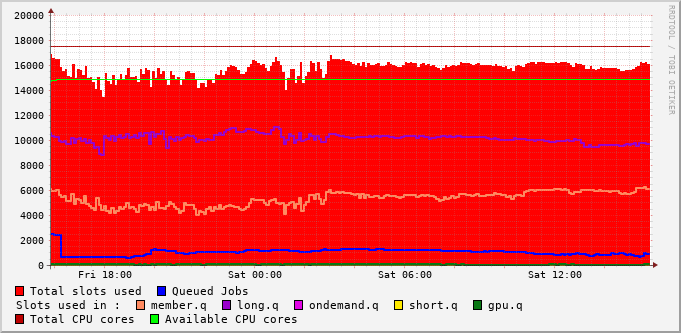 RRDTOOL / TOBI OETIKER
20000
18000
16000
14000
12000
10000
8000
6000
4000
2000
0
Fri 18:00 Sat 00:00 Sat 06:00 Sat 12:00
Total slots used Queued Jobs
Slots used in : member.q long.q ondemand.q short.q gpu.q
Total CPU cores Available CPU cores